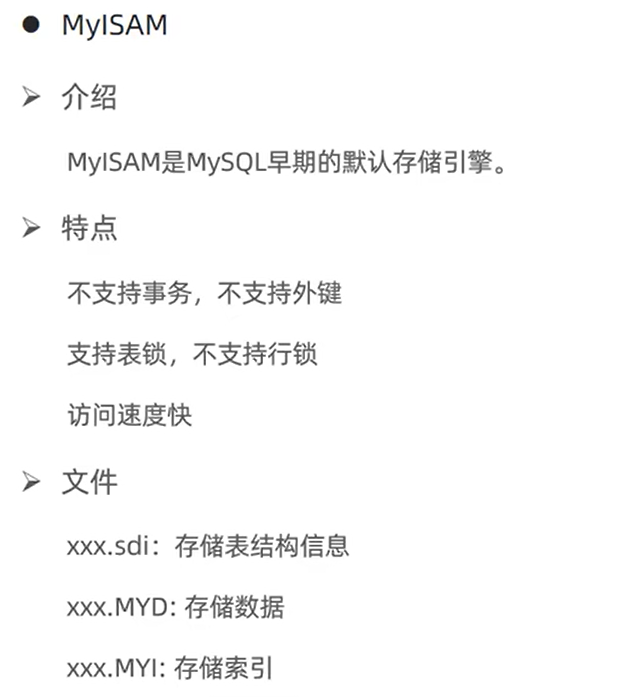 ● MyISAM
➢ 介绍
MyISAM是MySQL早期的默认存储引擎。
➢ 特点
不支持事务，不支持外键
支持表锁，不支持行锁
访问速度快
➢ 文件
xxx.sdi：存储表结构信息
xxx.MYD: 存储数据
xxx.MYI: 存储索引